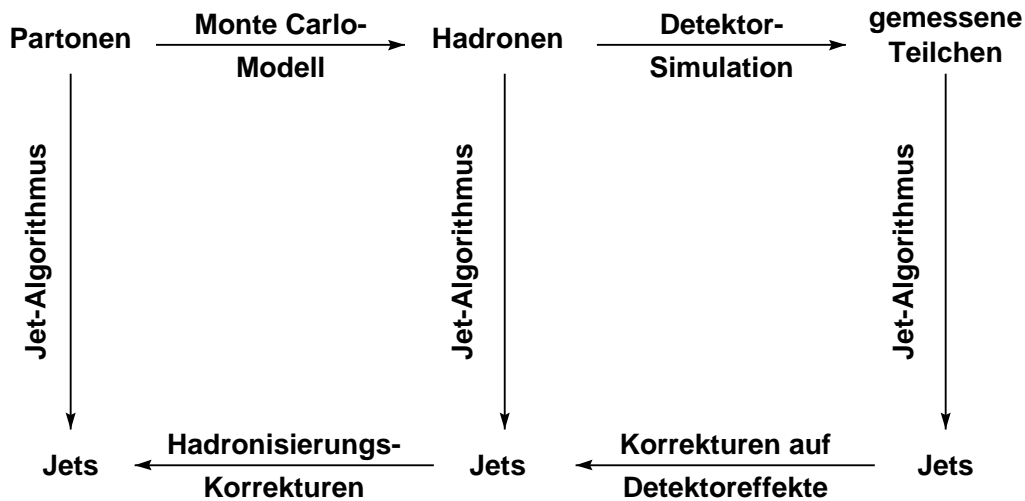 Partonen
Monte Carlo-
Modell
Hadronen
Detektor-
Simulation
gemessene
Teilchen
Jet-Algorithmus
Jet-Algorithmus
Jet-Algorithmus
Jets
Hadronisierungs-
Korrekturen
Jets
Korrekturen auf
Detektoreffekte
Jets